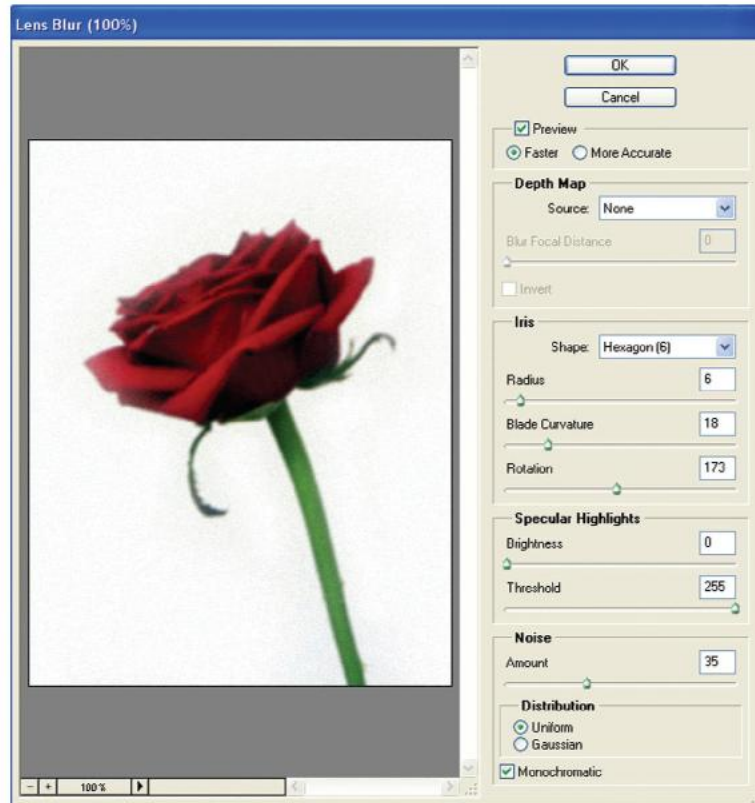 Lens Blur (100%)
OK
Cancel
Preview
Faster More Accurate
Depth Map
Source: None
Blur Focal Distance 0
Invert
Iris
Shape: Hexagon (6)
Radius 6
Blade Curvature 18
Rotation 173
Specular Highlights
Brightness 0
Threshold 255
Noise
Amount 35
Distribution
Uniform
Gaussian
Monochromatic
- + 100%